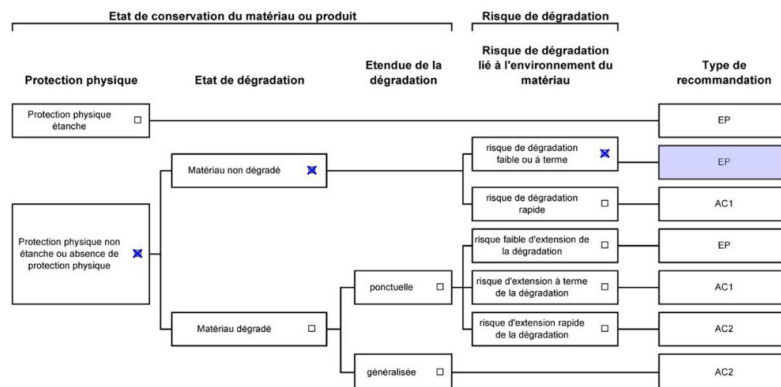 Etat de conservation du matériau ou produit
Risque de dégradation
Protection physique
Etat de dégradation
Etendue de la
dégradation
Risque de dégradation
lié à l'environnement du
matériau
Type de
recommandation
Protection physique
étanche
EP
risque de dégradation
faible ou à terme
Matériau non dégradé
EP
risque de dégradation
rapide
AC1
Protection physique non
étanche ou absence de
protection physique
risque faible d'extension de
la dégradation
EP
ponctuelle
risque d'extension à terme
de la dégradation
AC1
Matériau dégradé
risque d'extension rapide
de la dégradation
AC2
généralisée
AC2